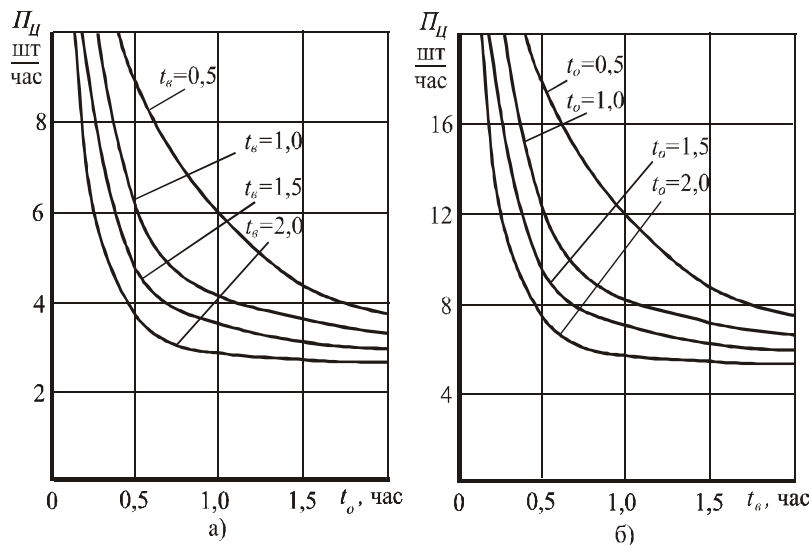 П_Ц
шт
час
t_в=0,5
8
t_в=1,0
t_в=1,5
6
t_в=2,0
4
2
0 0,5 1,0 1,5 t_о, час
а)
П_Ц
шт
час
t_о=0,5
t_о=1,0
16
t_о=1,5
t_о=2,0
12
8
4
0 0,5 1,0 1,5 t_в, час
б)